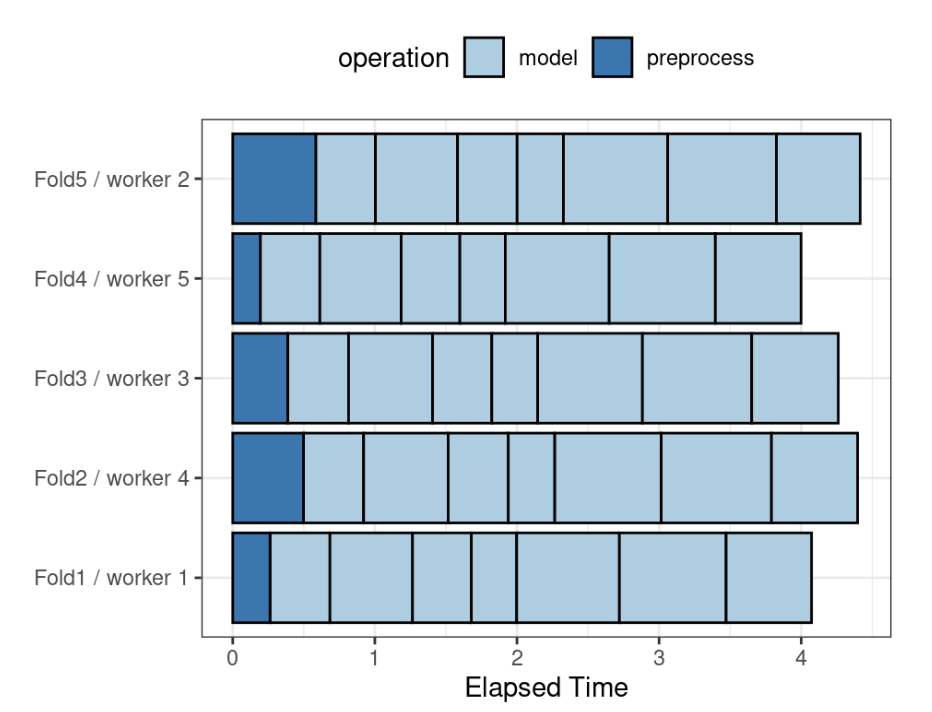 operation model preprocess
Fold5 / worker 2
Fold4 / worker 5
Fold3 / worker 3
Fold2 / worker 4
Fold1 / worker 1
0 1 2 3 4
Elapsed Time